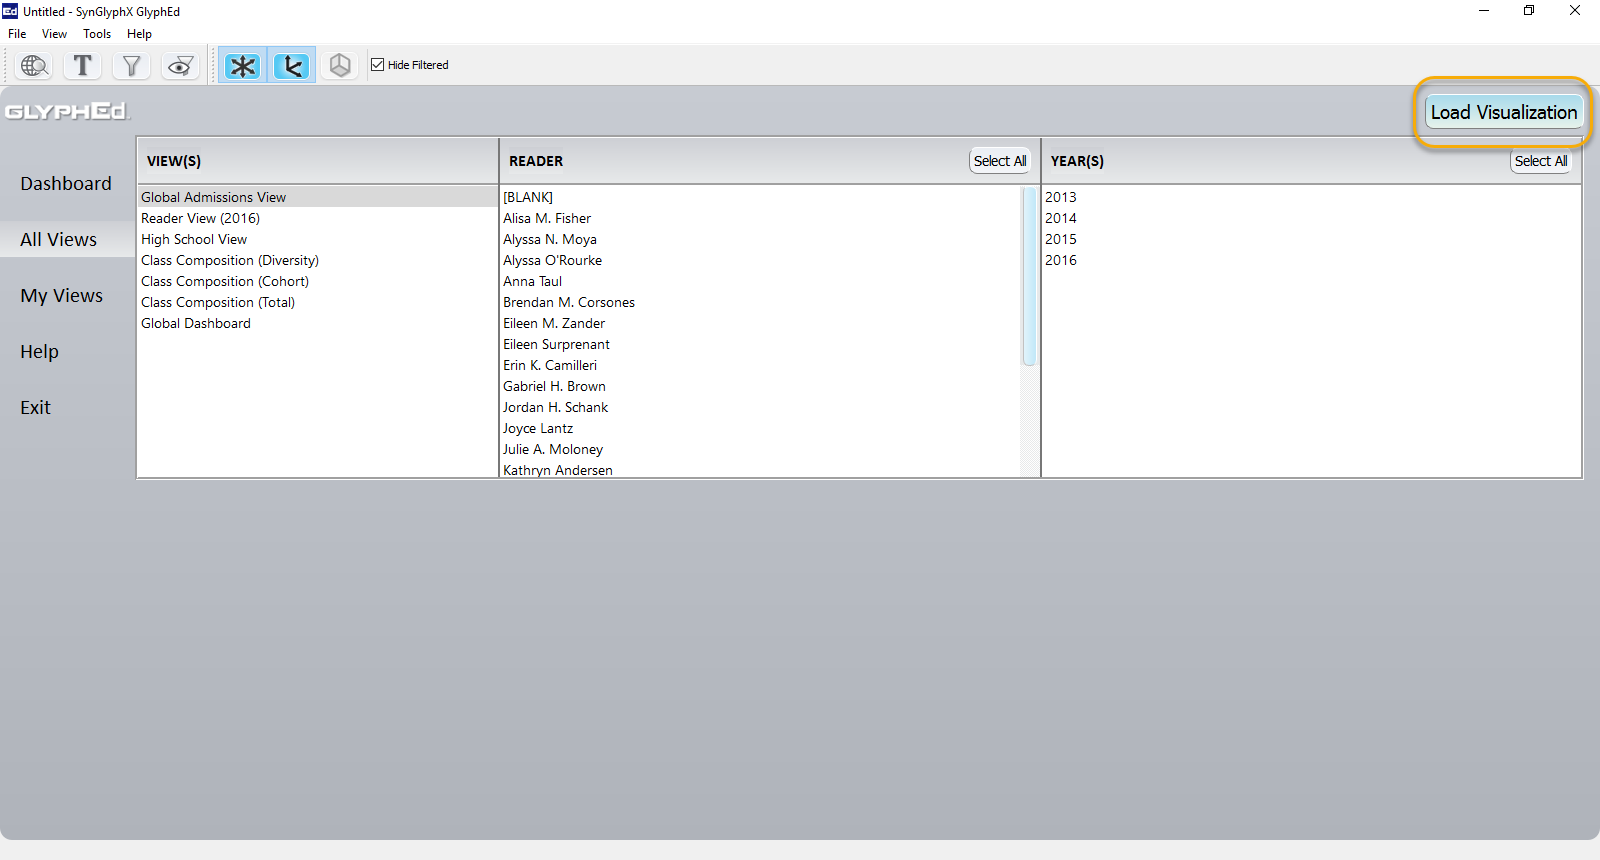 Ed Untitled - SynGlyphX GlyphEd
File View Tools Help
T Hide Filtered
GLYPHEd
Load Visualization
VIEW(S) READER Select All YEAR(S) Select All
Dashboard
All Views
My Views
Help
Exit
Global Admissions View
Reader View (2016)
High School View
Class Composition (Diversity)
Class Composition (Cohort)
Class Composition (Total)
Global Dashboard
[BLANK]
Alisa M. Fisher
Alyssa N. Moya
Alyssa O'Rourke
Anna Taul
Brendan M. Corsones
Eileen M. Zander
Eileen Surprenant
Erin K. Camilleri
Gabriel H. Brown
Jordan H. Schank
Joyce Lantz
Julie A. Moloney
Kathryn Andersen
2013
2014
2015
2016